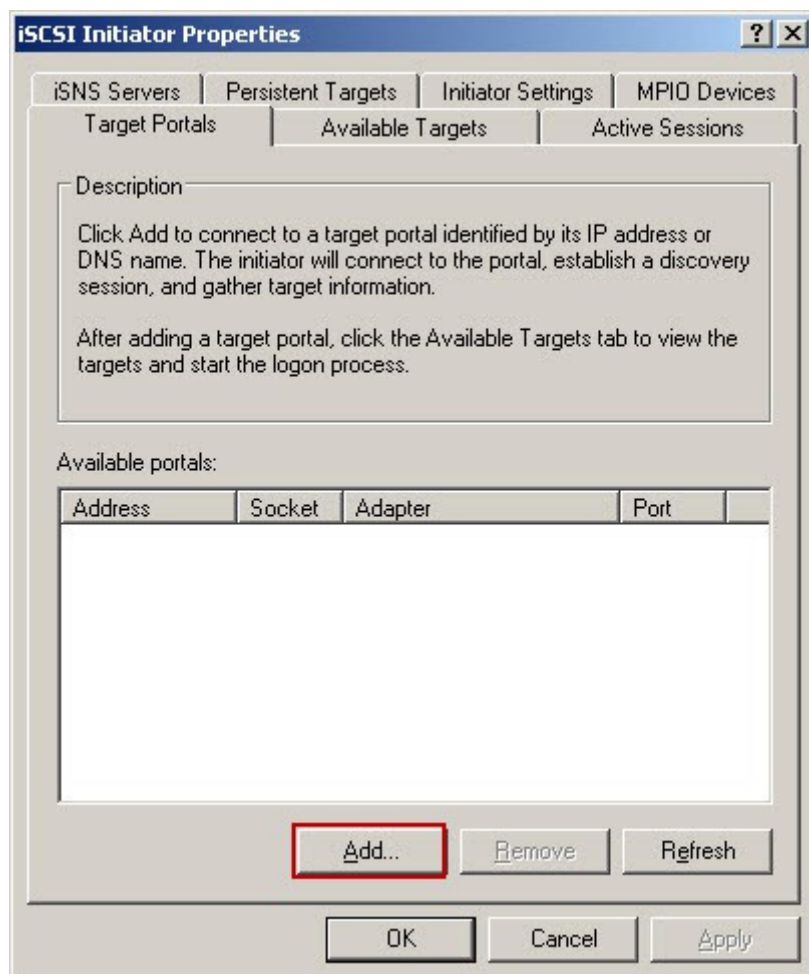 iSCSI Initiator Properties
iSNS Servers
Persistent Targets
Initiator Settings
MPIO Devices
Target Portals
Available Targets
Active Sessions
Description
Click Add to connect to a target portal identified by its IP address or
DNS name. The initiator will connect to the portal, establish a discovery
session, and gather target information.
After adding a target portal, click the Available Targets tab to view the
targets and start the logon process.
Available portals:
Address
Socket
Adapter
Port
Add...
Remove
Refresh
OK
Cancel
Apply